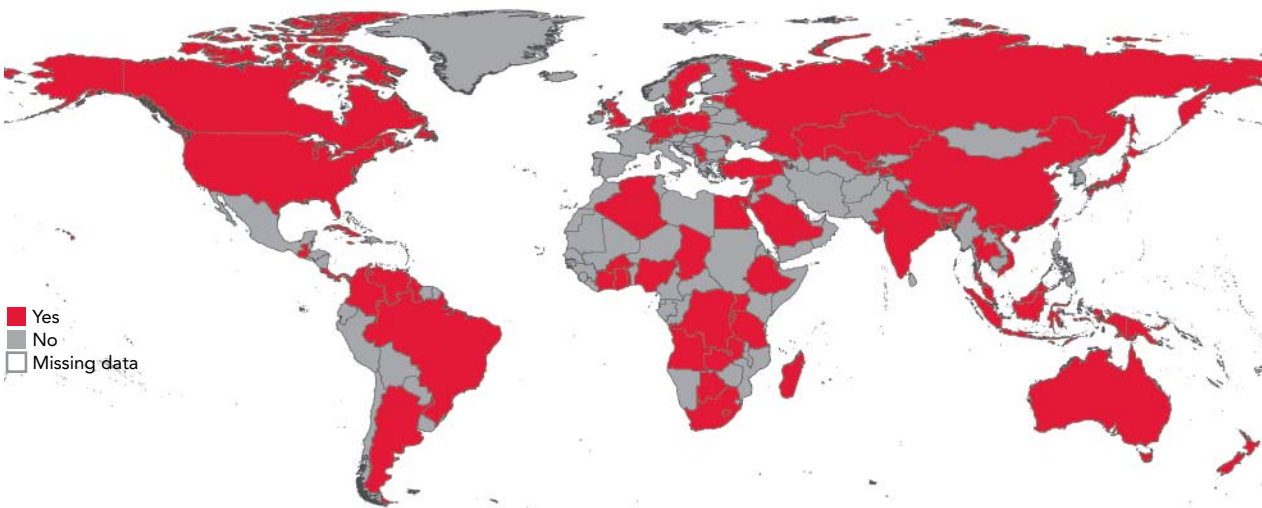 Yes
No
Missing data